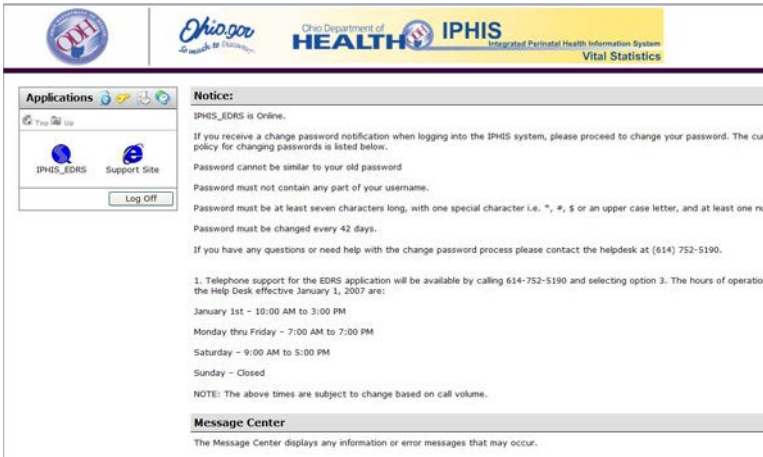 ODH
Ohio.gov
So much to Discover
Ohio Department of
HEALTH
IPHIS
Integrated Perinatal Health Information System
Vital Statistics
Applications
Top Up
IPHIS_EDRS Support Site
Log Off
Notice:
IPHIS_EDRS is Online.
If you receive a change password notification when logging into the IPHIS system, please proceed to change your password. The cu
policy for changing passwords is listed below.
Password cannot be similar to your old password
Password must not contain any part of your username.
Password must be at least seven characters long, with one special character i.e. *, #, $ or an upper case letter, and at least one nu
Password must be changed every 42 days.
If you have any questions or need help with the change password process please contact the helpdesk at (614) 752-5190.
1. Telephone support for the EDRS application will be available by calling 614-752-5190 and selecting option 3. The hours of operatio
the Help Desk effective January 1, 2007 are:
January 1st - 10:00 AM to 3:00 PM
Monday thru Friday - 7:00 AM to 7:00 PM
Saturday - 9:00 AM to 5:00 PM
Sunday - Closed
NOTE: The above times are subject to change based on call volume.
Message Center
The Message Center displays any information or error messages that may occur.